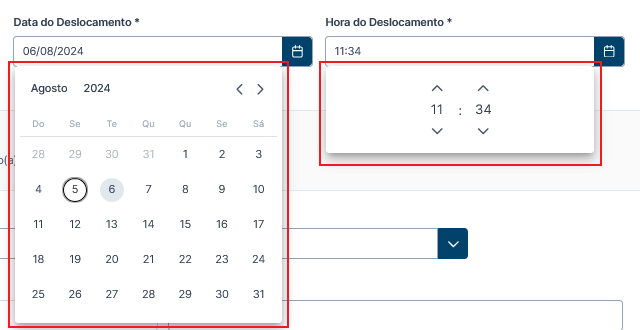 Data do Deslocamento *
Hora do Deslocamento *
06/08/2024
11:34
Agosto 2024
11 : 34
Do Se Te Qu Qu Se Sá
28 29 30 31 1 2 3
o(a)
4 5 6 7 8 9 10
11 12 13 14 15 16 17
18 19 20 21 22 23 24
25 26 27 28 29 30 31